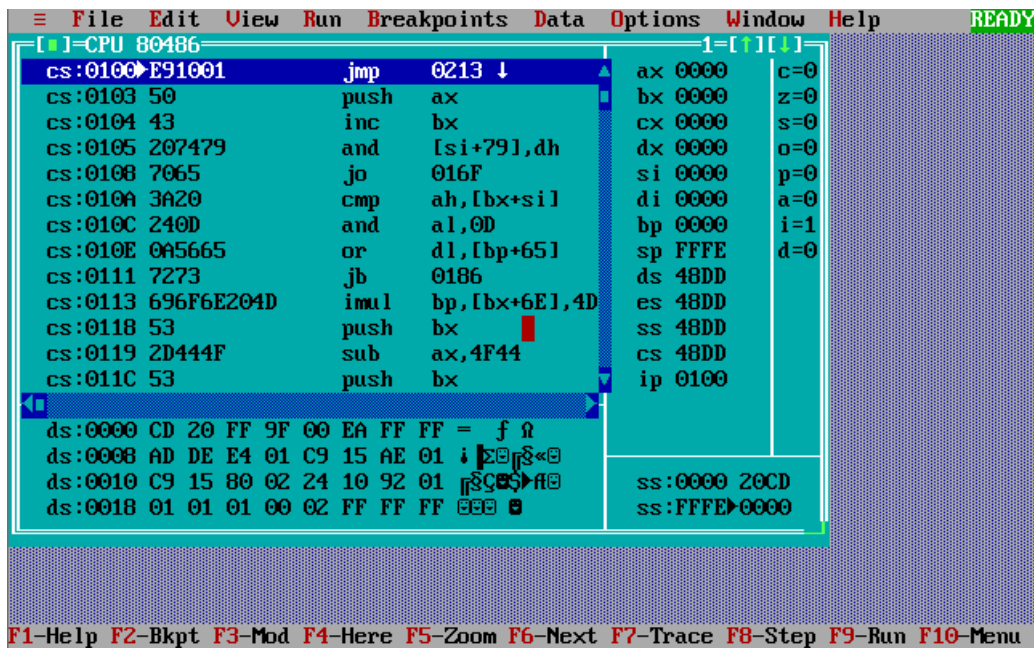 ≡ File Edit View Run Breakpoints Data Options Window Help READY
[■]=CPU 80486 1=[↑][↓]
cs:0100►E91001 jmp 0213 ↓ ax 0000 c=0
cs:0103 50 push ax bx 0000 z=0
cs:0104 43 inc bx cx 0000 s=0
cs:0105 207479 and [si+79],dh dx 0000 o=0
cs:0108 7065 jo 016F si 0000 p=0
cs:010A 3A20 cmp ah,[bx+si] di 0000 a=0
cs:010C 240D and al,0D bp 0000 i=1
cs:010E 0A5665 or dl,[bp+65] sp FFFE d=0
cs:0111 7273 jb 0186 ds 48DD
cs:0113 696F6E204D imul bp,[bx+6E],4D es 48DD
cs:0118 53 push bx ss 48DD
cs:0119 2D444F sub ax,4F44 cs 48DD
cs:011C 53 push bx ip 0100
ds:0000 CD 20 FF 9F 00 EA FF FF = ƒ Ω
ds:0008 AD DE E4 01 C9 15 AE 01 ¡▐Σ☺╔§«☺
ds:0010 C9 15 80 02 24 10 92 01 ╔§Ç☻$►Æ☺ ss:0000 20CD
ds:0018 01 01 01 00 02 FF FF FF ☺☺☺ ☻ ss:FFFE►0000
F1-Help F2-Bkpt F3-Mod F4-Here F5-Zoom F6-Next F7-Trace F8-Step F9-Run F10-Menu